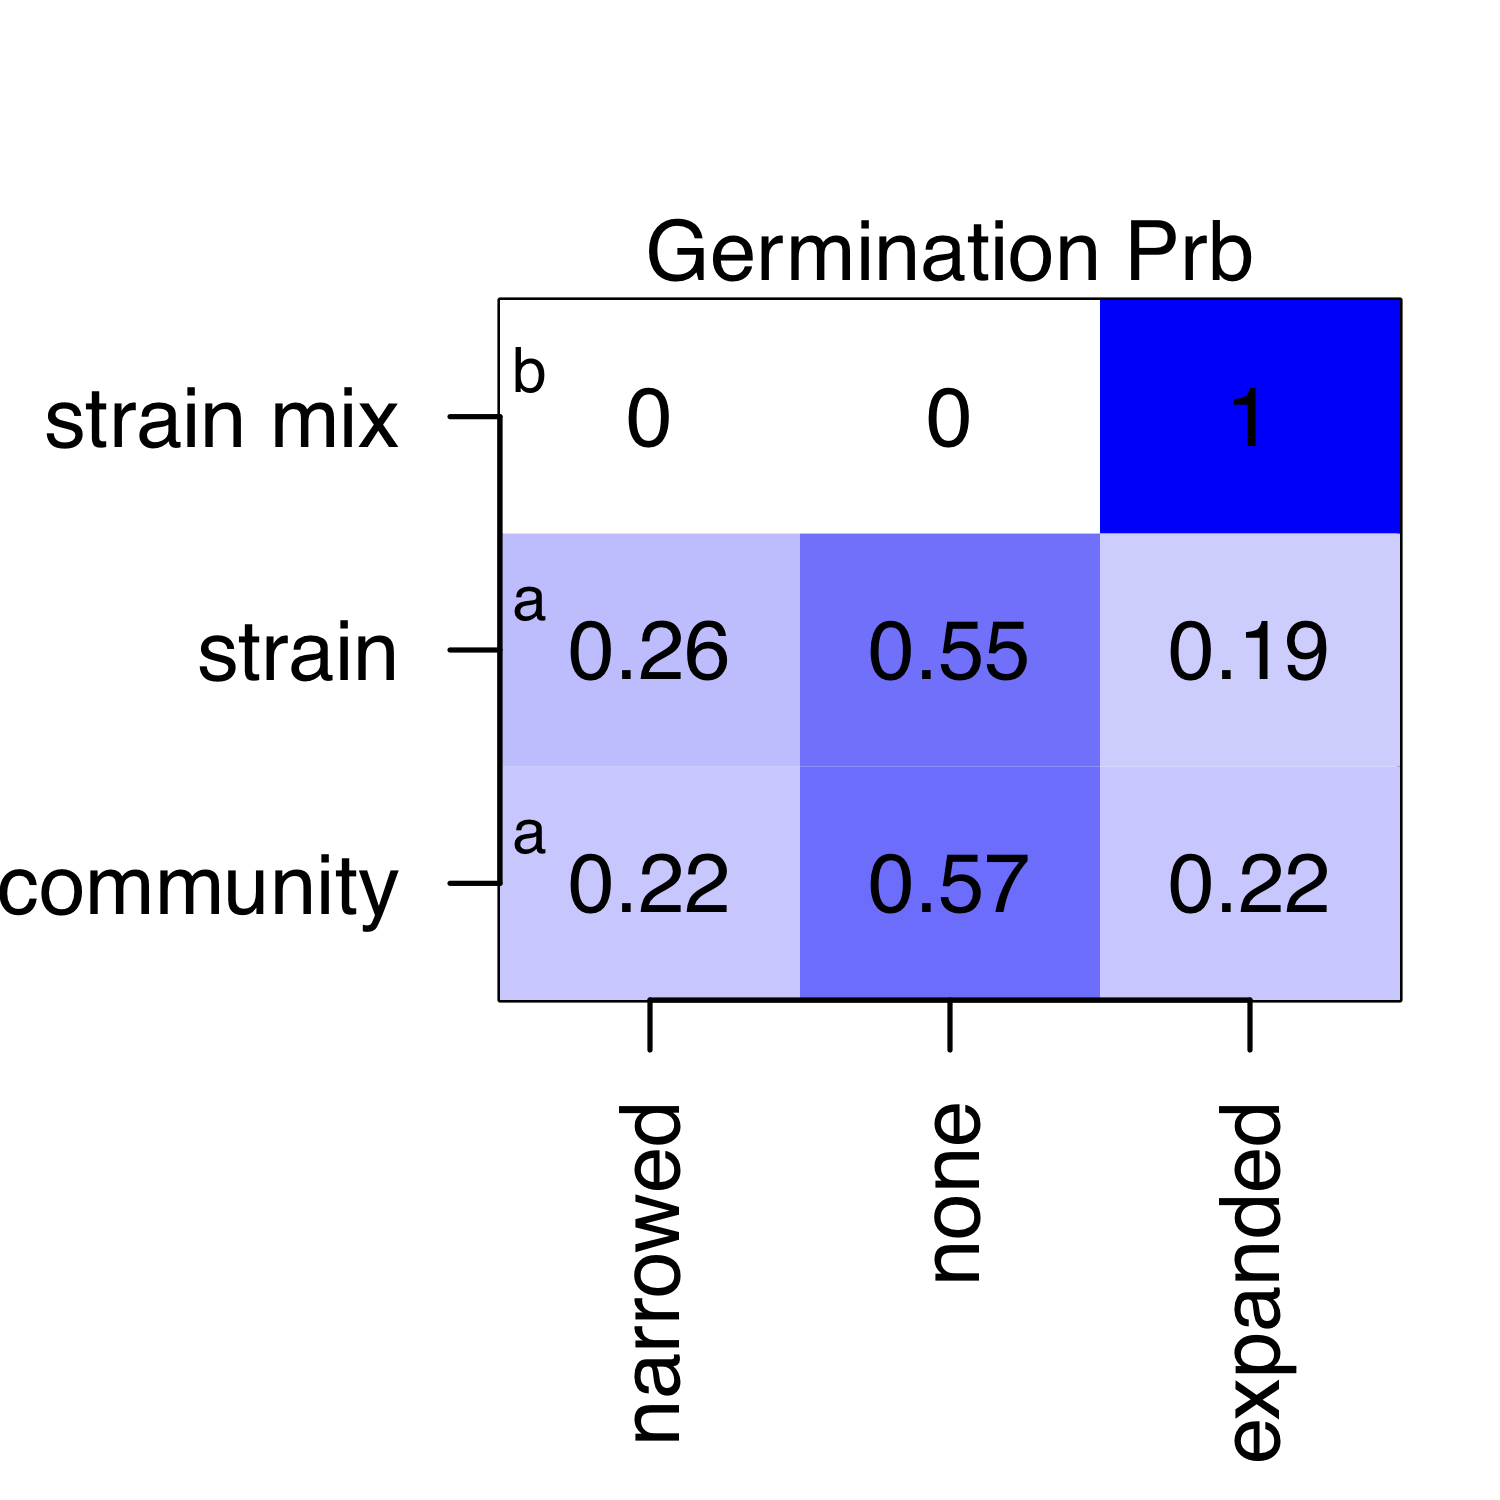 Germination Prb
strain mix b 0 0 1
strain a 0.26 0.55 0.19
community a 0.22 0.57 0.22
narrowed none expanded